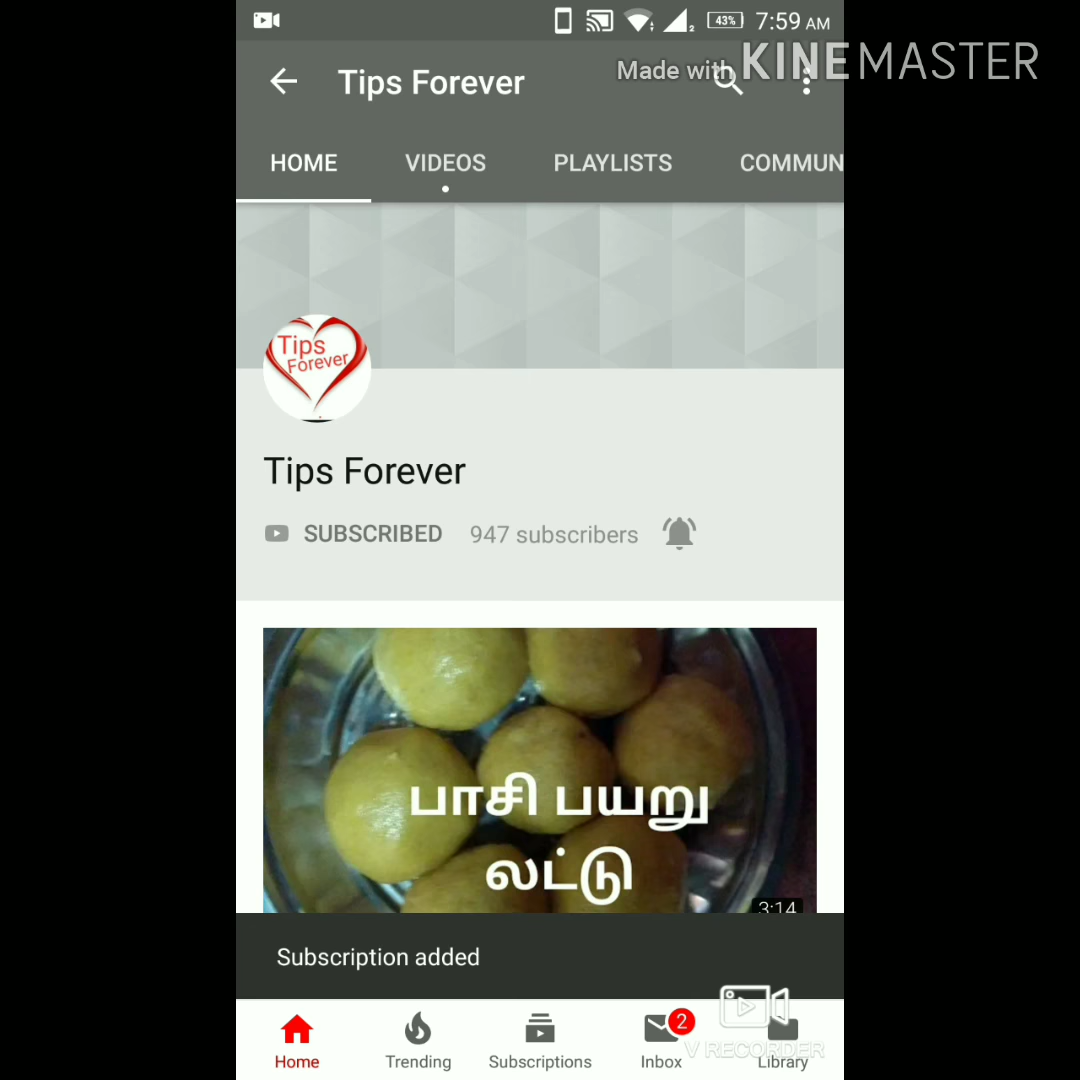 43% 7:59 AM
Made with KINEMASTER
Tips Forever
HOME VIDEOS PLAYLISTS COMMUN
Tips
Forever
Tips Forever
SUBSCRIBED 947 subscribers
பாசி பயறு
லட்டு
3:14
Subscription added
2
V RECORDER
Home Trending Subscriptions Inbox Library